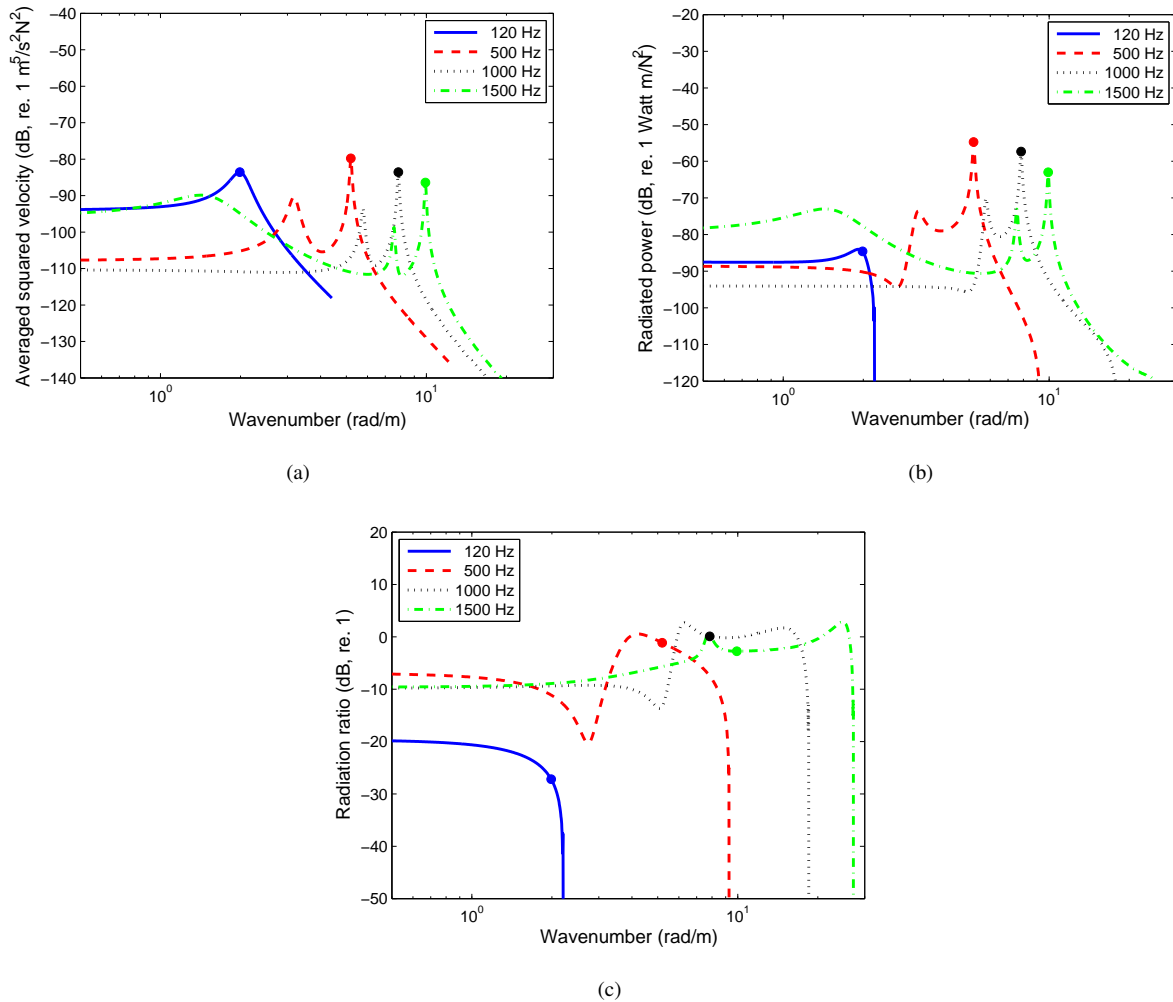 −40
−50
−60
−70
−80
−90
−100
−110
−120
−130
−140
Averaged squared velocity (dB, re. 1 m⁵/s²N²)
120 Hz
500 Hz
1000 Hz
1500 Hz
10⁰
10¹
Wavenumber (rad/m)
(a)
−20
−30
−40
−50
−60
−70
−80
−90
−100
−110
−120
Radiated power (dB, re. 1 Watt m/N²)
120 Hz
500 Hz
1000 Hz
1500 Hz
10⁰
10¹
Wavenumber (rad/m)
(b)
20
10
0
−10
−20
−30
−40
−50
Radiation ratio (dB, re. 1)
120 Hz
500 Hz
1000 Hz
1500 Hz
10⁰
10¹
Wavenumber (rad/m)
(c)